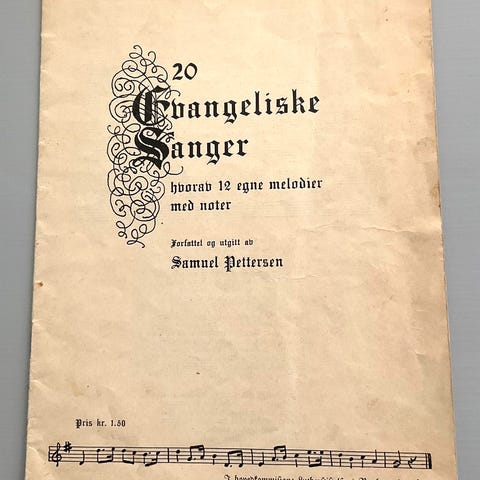 20
Evangeliske
Sanger
hvorav 12 egne melodier
med noter
Forfattet og utgitt av
Samuel Pettersen
Pris kr. 1.50
I hovedkommisjon: